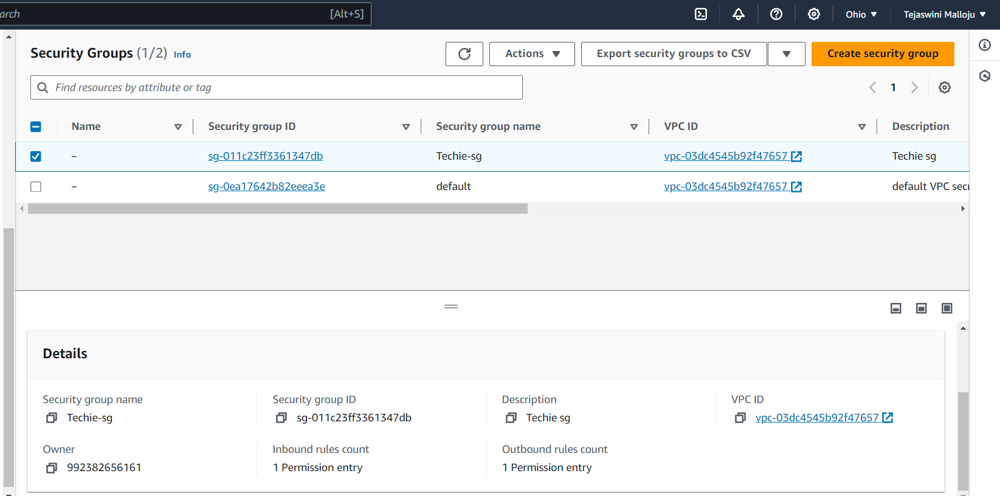 arch [Alt+S] Ohio Tejaswini Malloju
Security Groups (1/2) Info Actions Export security groups to CSV Create security group
Find resources by attribute or tag 1
Name Security group ID Security group name VPC ID Description
– sg-011c23ff3361347db Techie-sg vpc-03dc4545b92f47657 Techie sg
– sg-0ea17642b82eeea3e default vpc-03dc4545b92f47657 default VPC secu
Details
Security group name Security group ID Description VPC ID
Techie-sg sg-011c23ff3361347db Techie sg vpc-03dc4545b92f47657
Owner Inbound rules count Outbound rules count
992382656161 1 Permission entry 1 Permission entry